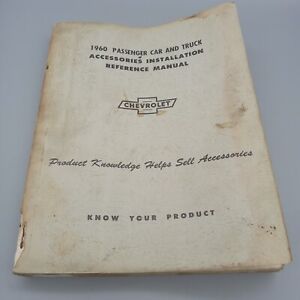 1960 PASSENGER CAR AND TRUCK
ACCESSORIES INSTALLATION
REFERENCE MANUAL
CHEVROLET
Product Knowledge Helps Sell Accessories
KNOW YOUR PRODUCT